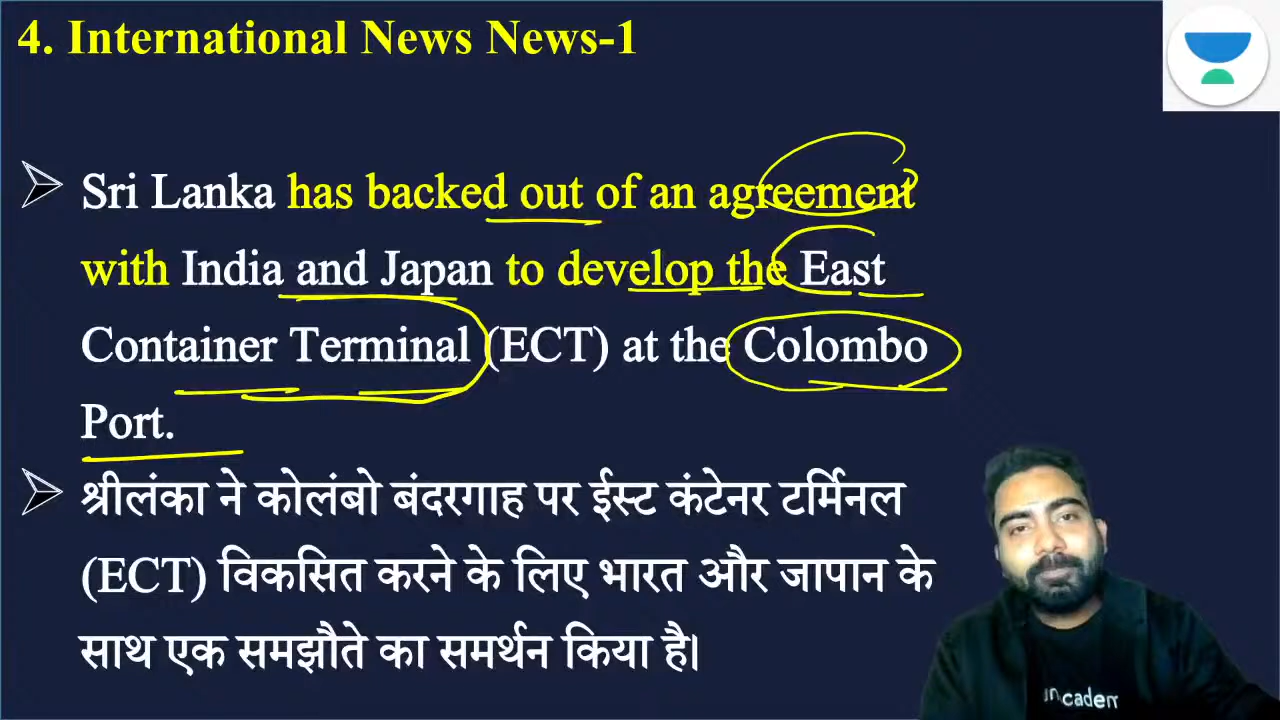 4. International News News-1
Sri Lanka has backed out of an agreement
with India and Japan to develop the East
Container Terminal (ECT) at the Colombo
Port.
श्रीलंका ने कोलंबो बंदरगाह पर ईस्ट कंटेनर टर्मिनल
(ECT) विकसित करने के लिए भारत और जापान के
साथ एक समझौते का समर्थन किया है।